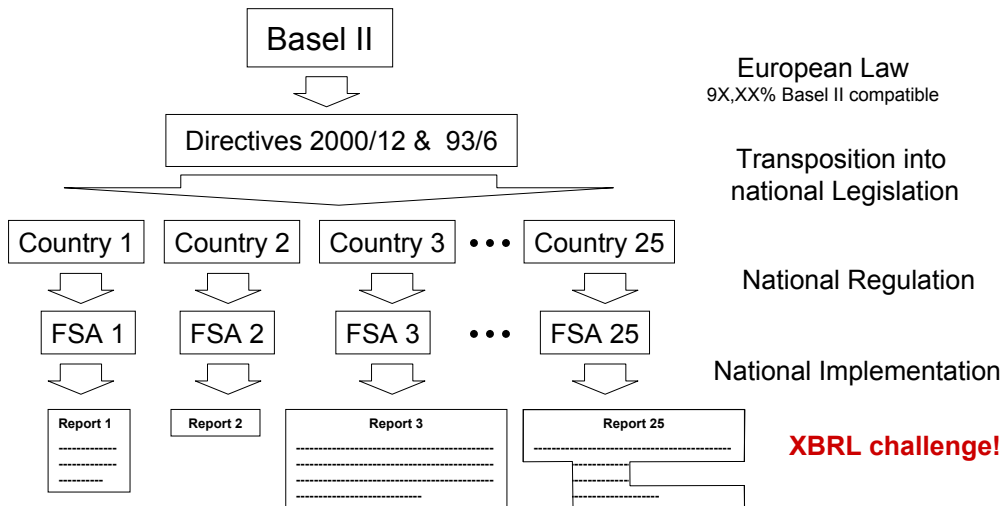 Basel II
European Law
9X,XX% Basel II compatible
Directives 2000/12 & 93/6
Transposition into
national Legislation
Country 1
Country 2
Country 3
•••
Country 25
National Regulation
FSA 1
FSA 2
FSA 3
•••
FSA 25
National Implementation
Report 1
Report 2
Report 3
Report 25
XBRL challenge!